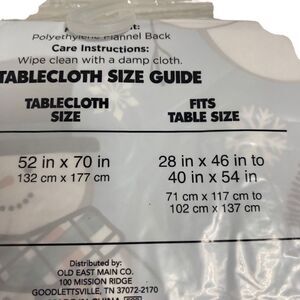 Polyethylene Flannel Back
Care Instructions:
Wipe clean with a damp cloth.
TABLECLOTH SIZE GUIDE
TABLECLOTH SIZE
FITS TABLE SIZE
52 in x 70 in
132 cm x 177 cm
28 in x 46 in to
40 in x 54 in
71 cm x 117 cm to
102 cm x 137 cm
Distributed by:
OLD EAST MAIN CO.
100 MISSION RIDGE
GOODLETTSVILLE, TN 37072-2170